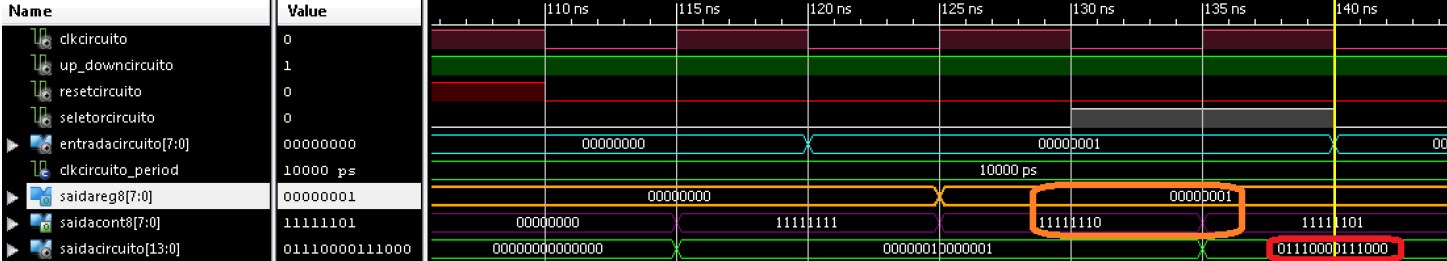 Name Value 110 ns 115 ns 120 ns 125 ns 130 ns 135 ns 140 ns
clkcircuito 0
up_downcircuito 1
resetcircuito 0
seletorcircuito 0
entradacircuito[7:0] 00000000 00000000 00000001 00
clkcircuito_period 10000 ps 10000 ps
saidareg8[7:0] 00000001 00000000 00000001
saidacont8[7:0] 11111101 00000000 11111111 11111110 11111101
saidacircuito[13:0] 01110000111000 00000000000000 00000010000001 01110000111000